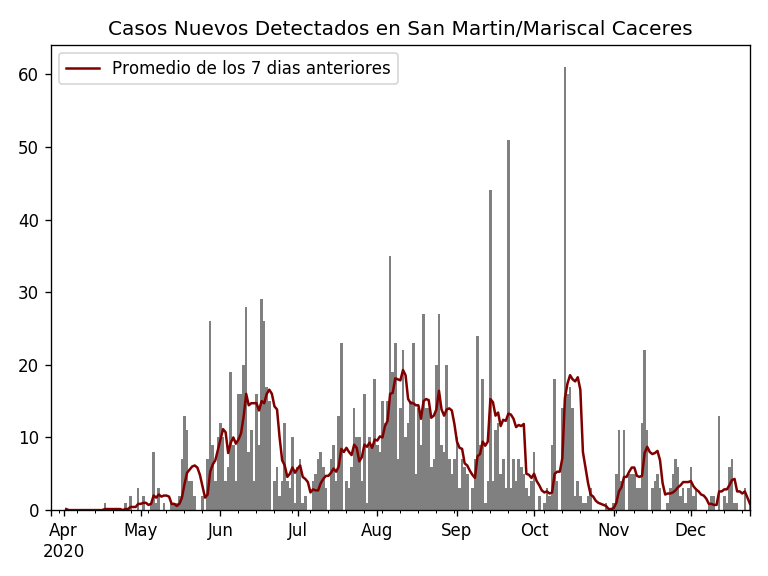 Casos Nuevos Detectados en San Martin/Mariscal Caceres
Promedio de los 7 dias anteriores
60
50
40
30
20
10
0
Apr May Jun Jul Aug Sep Oct Nov Dec
2020